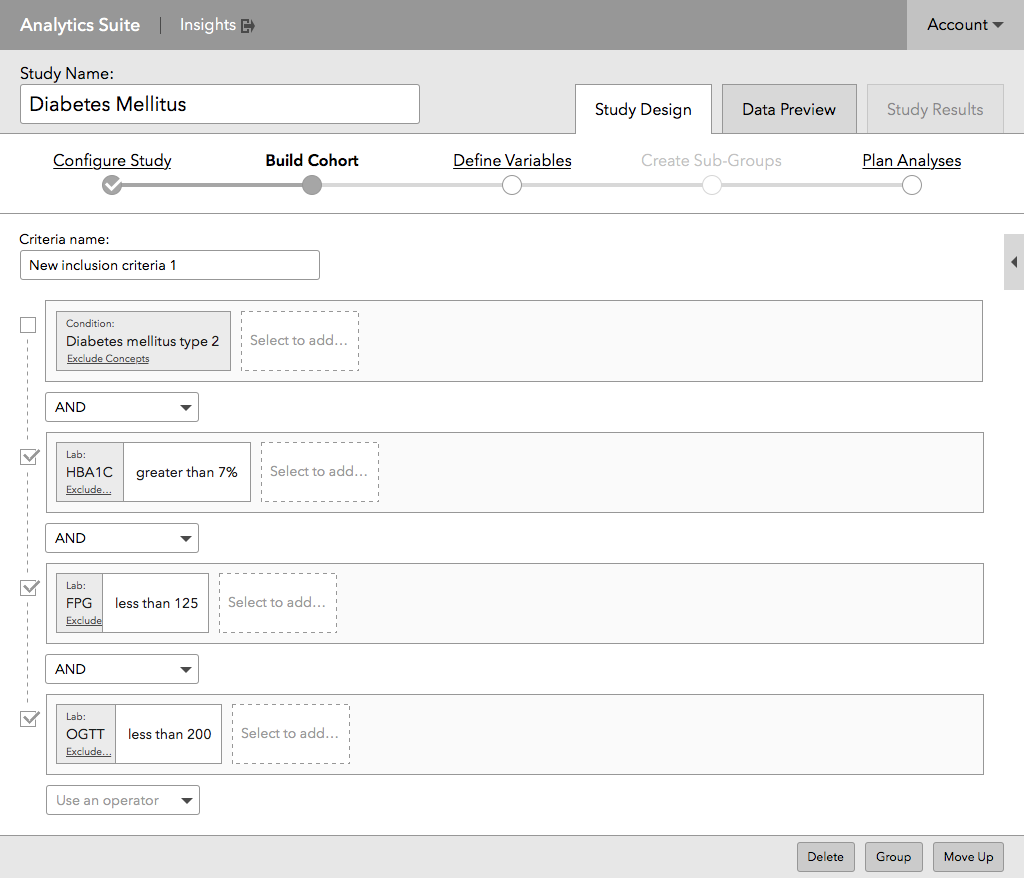 Analytics Suite | Insights Account
Study Name:
Diabetes Mellitus
Study Design Data Preview Study Results
Configure Study Build Cohort Define Variables Create Sub-Groups Plan Analyses
Criteria name:
New inclusion criteria 1
Condition:
Diabetes mellitus type 2
Exclude Concepts
Select to add...
AND
Lab:
HBA1C
Exclude...
greater than 7%
Select to add...
AND
Lab:
FPG
Exclude
less than 125
Select to add...
AND
Lab:
OGTT
Exclude...
less than 200
Select to add...
Use an operator
Delete Group Move Up